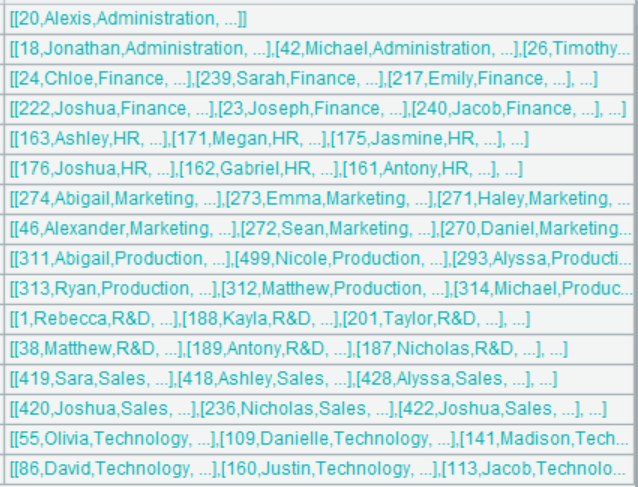 [[20,Alexis,Administration, ...]]
[[18,Jonathan,Administration, ...],[42,Michael,Administration, ...],[26,Timothy...
[[24,Chloe,Finance, ...],[239,Sarah,Finance, ...],[217,Emily,Finance, ...], ...]
[[222,Joshua,Finance, ...],[23,Joseph,Finance, ...],[240,Jacob,Finance, ...], ...]
[[163,Ashley,HR, ...],[171,Megan,HR, ...],[175,Jasmine,HR, ...], ...]
[[176,Joshua,HR, ...],[162,Gabriel,HR, ...],[161,Antony,HR, ...], ...]
[[274,Abigail,Marketing, ...],[273,Emma,Marketing, ...],[271,Haley,Marketing, ...
[[46,Alexander,Marketing, ...],[272,Sean,Marketing, ...],[270,Daniel,Marketing...
[[311,Abigail,Production, ...],[499,Nicole,Production, ...],[293,Alyssa,Producti...
[[313,Ryan,Production, ...],[312,Matthew,Production, ...],[314,Michael,Produc...
[[1,Rebecca,R&D, ...],[188,Kayla,R&D, ...],[201,Taylor,R&D, ...], ...]
[[38,Matthew,R&D, ...],[189,Antony,R&D, ...],[187,Nicholas,R&D, ...], ...]
[[419,Sara,Sales, ...],[418,Ashley,Sales, ...],[428,Alyssa,Sales, ...], ...]
[[420,Joshua,Sales, ...],[236,Nicholas,Sales, ...],[422,Joshua,Sales, ...], ...]
[[55,Olivia,Technology, ...],[109,Danielle,Technology, ...],[141,Madison,Tech...
[[86,David,Technology, ...],[160,Justin,Technology, ...],[113,Jacob,Technolo...